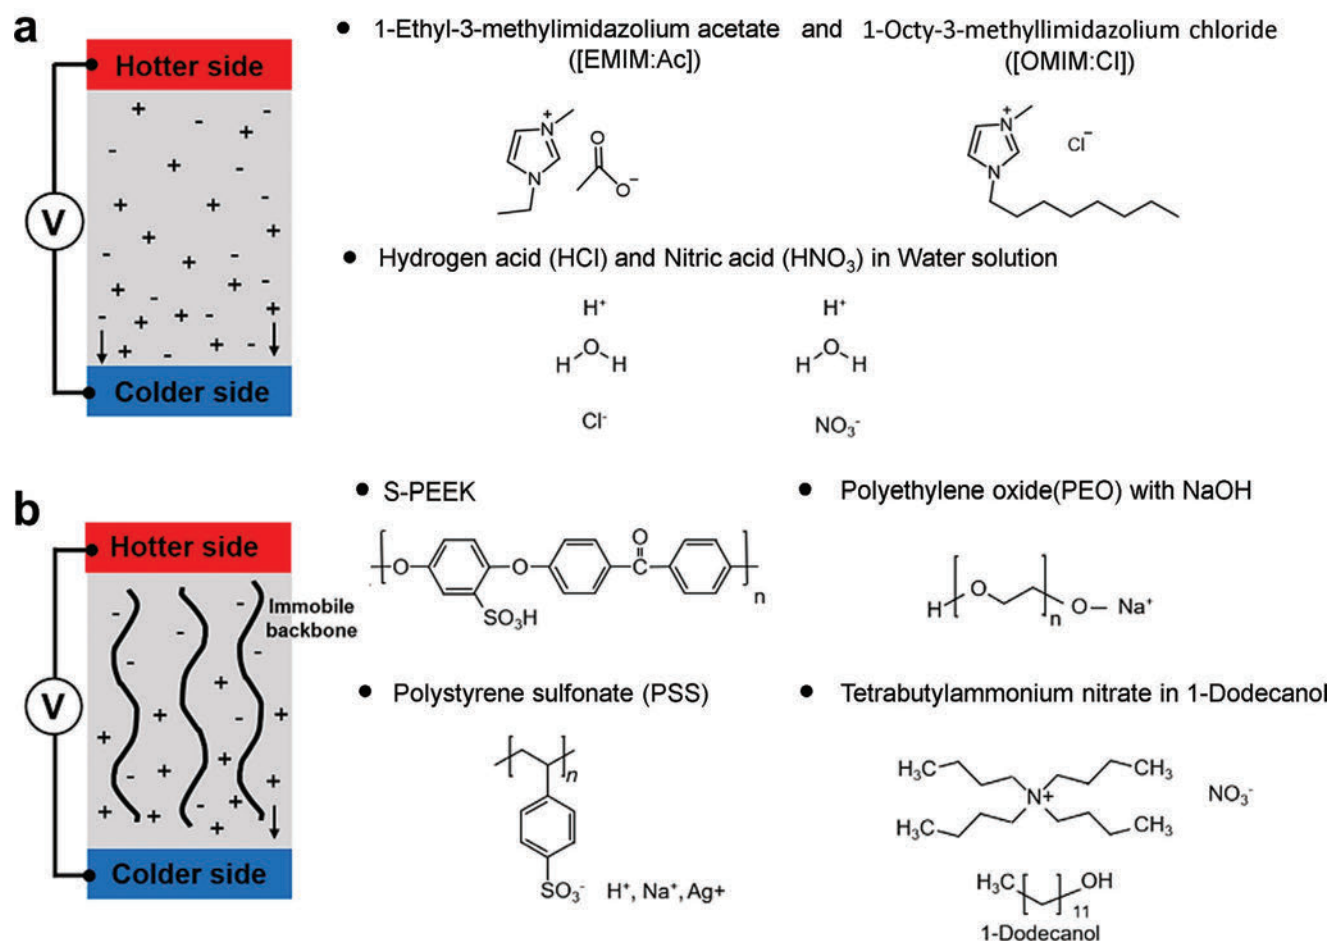 a
Hotter side
V
Colder side
● 1-Ethyl-3-methylimidazolium acetate and 1-Octy-3-methyllimidazolium chloride
([EMIM:Ac]) ([OMIM:Cl])
N+
N
O
O−
N+
N
Cl−
● Hydrogen acid (HCl) and Nitric acid (HNO₃) in Water solution
H⁺ H⁺
H O H H O H
Cl⁻ NO₃⁻
b
Hotter side
Immobile
backbone
V
Colder side
● S-PEEK
O O O C n
SO₃H
● Polyethylene oxide(PEO) with NaOH
H O n O− Na⁺
● Polystyrene sulfonate (PSS)
n
SO₃⁻ H⁺, Na⁺, Ag+
● Tetrabutylammonium nitrate in 1-Dodecanol
H₃C CH₃
N+ NO₃⁻
H₃C CH₃
H₃C OH
11
1-Dodecanol